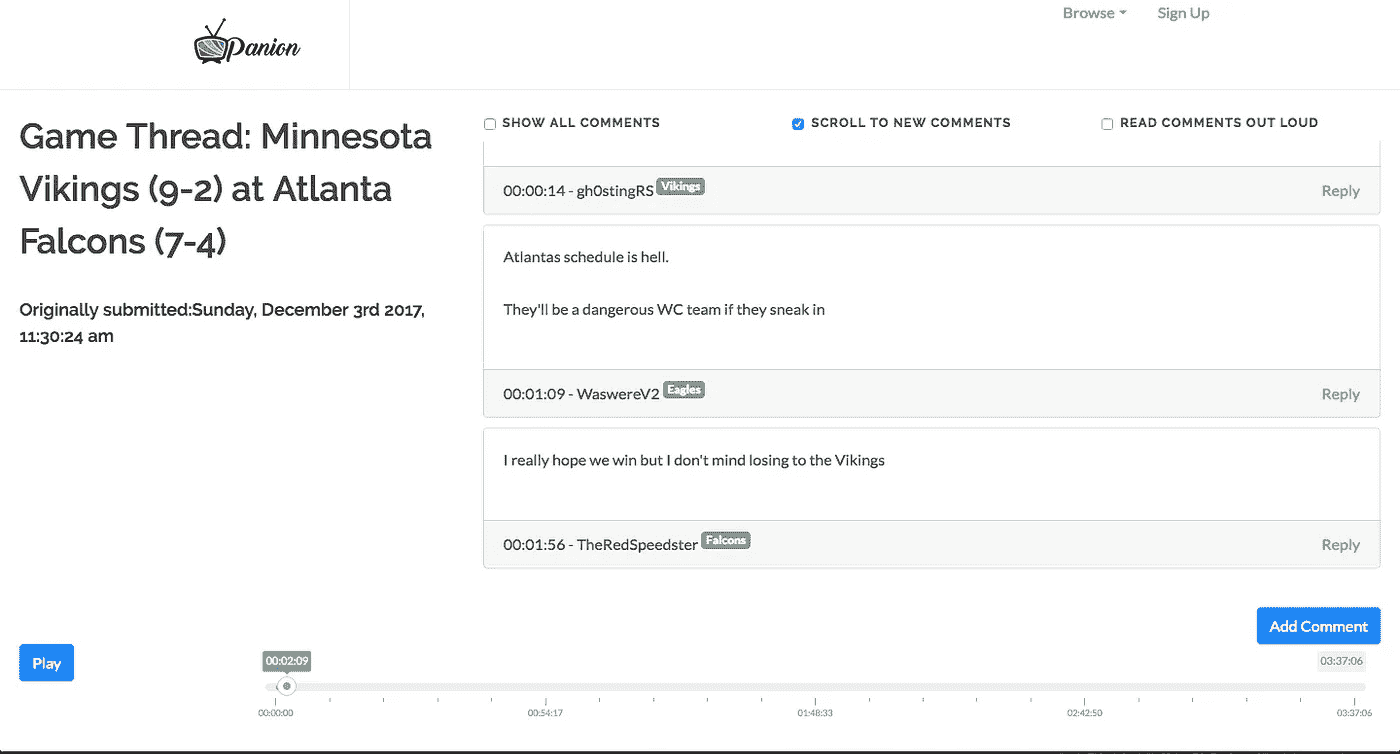 Panion
Browse
Sign Up
Game Thread: Minnesota
Vikings (9-2) at Atlanta
Falcons (7-4)
Originally submitted:Sunday, December 3rd 2017,
11:30:24 am
SHOW ALL COMMENTS
SCROLL TO NEW COMMENTS
READ COMMENTS OUT LOUD
00:00:14 - gh0stingRS Vikings
Reply
Atlantas schedule is hell.
They'll be a dangerous WC team if they sneak in
00:01:09 - WaswereV2 Eagles
Reply
I really hope we win but I don't mind losing to the Vikings
00:01:56 - TheRedSpeedster Falcons
Reply
Add Comment
Play
00:02:09
03:37:06
00:00:00
00:54:17
01:48:33
02:42:50
03:37:06